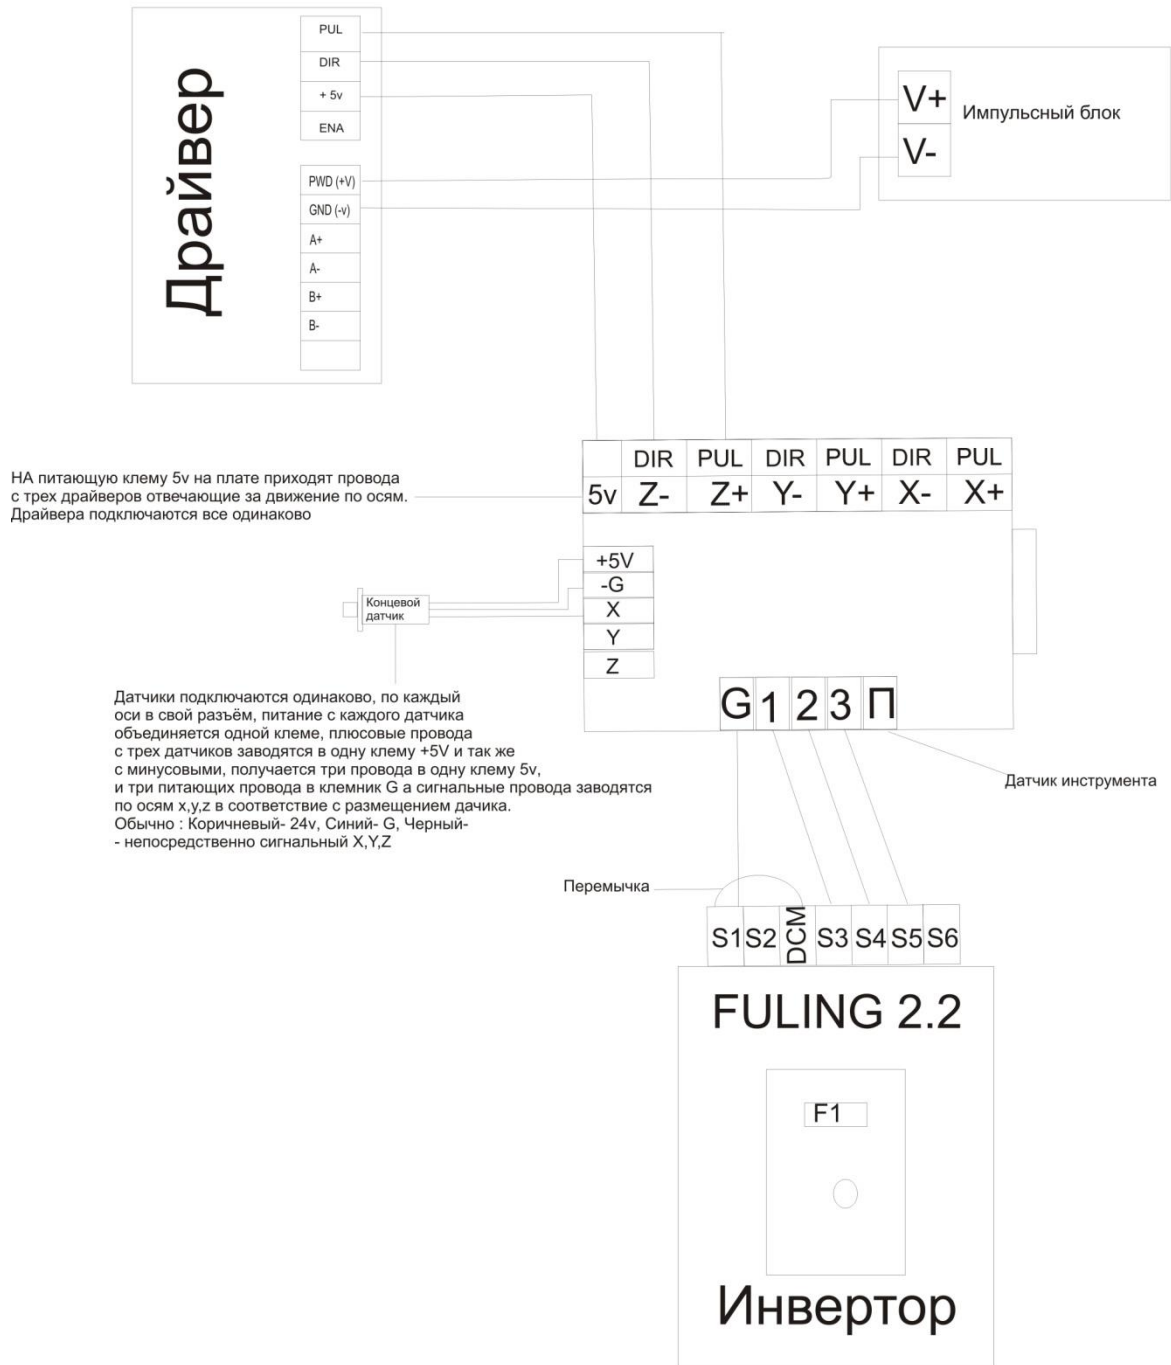 Драйвер
PUL
DIR
+ 5v
ENA
PWD (+V)
GND (-v)
A+
A-
B+
B-
V+
V-
Импульсный блок
DIR PUL DIR PUL DIR PUL
5v Z- Z+ Y- Y+ X- X+
НА питающую клему 5v на плате приходят провода
с трех драйверов отвечающие за движение по осям.
Драйвера подключаются все одинаково
+5V
-G
X
Y
Z
Концевой
датчик
Датчики подключаются одинаково, по каждый
оси в свой разъём, питание с каждого датчика
объединяется одной клеме, плюсовые провода
с трех датчиков заводятся в одну клему +5V и так же
с минусовыми, получается три провода в одну клему 5v,
и три питающих провода в клемник G а сигнальные провода заводятся
по осям x,y,z в соответствие с размещением дачика.
Обычно : Коричневый- 24v, Синий- G, Черный-
- непосредственно сигнальный X,Y,Z
G 1 2 3 П
Датчик инструмента
Перемычка
S1 S2 DCM S3 S4 S5 S6
FULING 2.2
F1
Инвертор